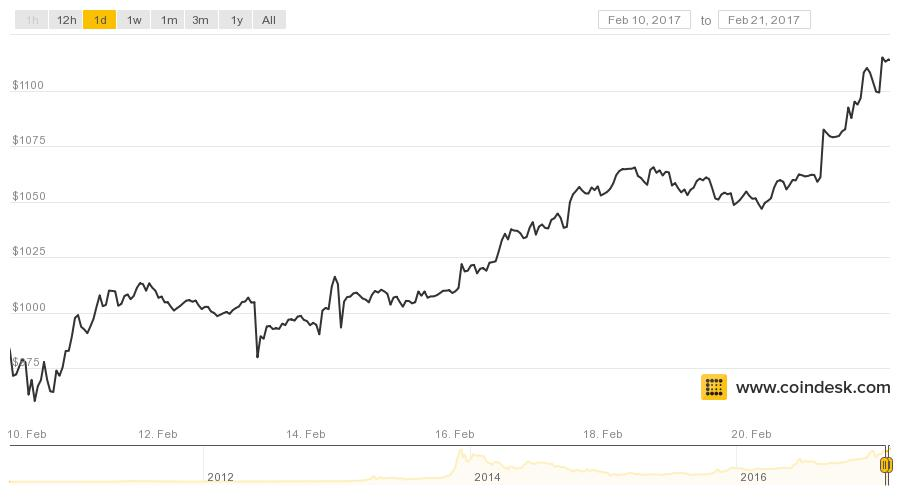 1h 12h 1d 1w 1m 3m 1y All Feb 10, 2017 to Feb 21, 2017
$1100
$1075
$1050
$1025
$1000
$975
www.coindesk.com
10. Feb 12. Feb 14. Feb 16. Feb 18. Feb 20. Feb
2012 2014 2016